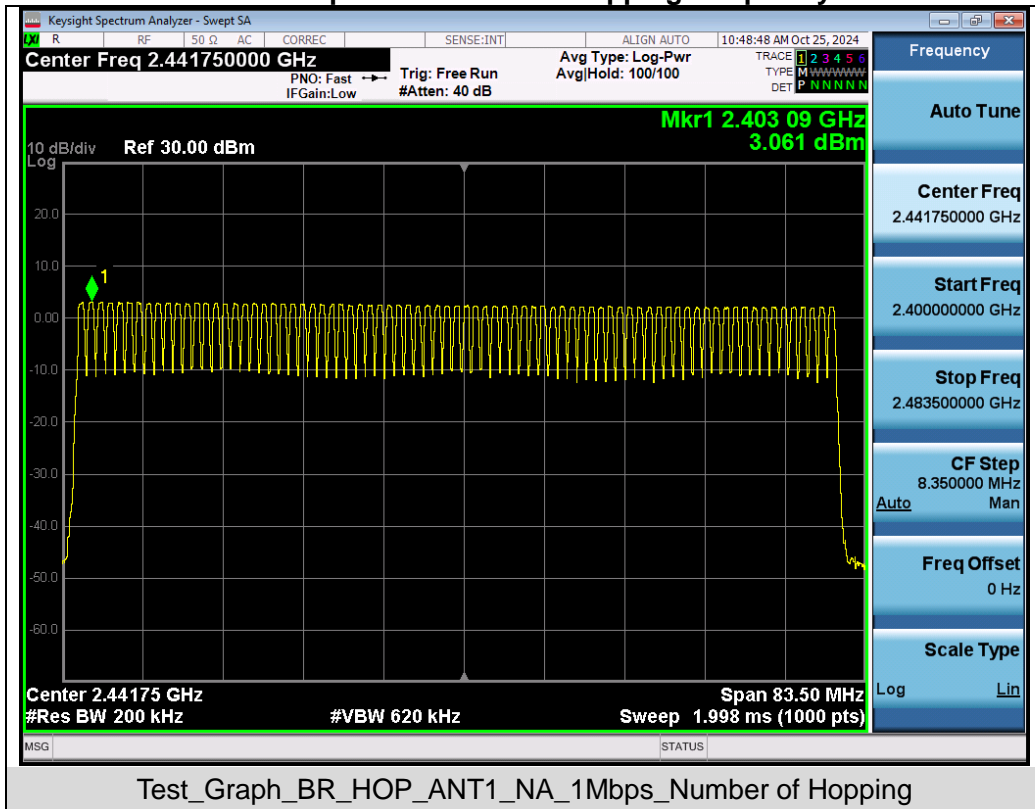 Keysight Spectrum Analyzer - Swept SA
LXI R RF 50 Ω AC CORREC SENSE:INT ALIGN AUTO 10:48:48 AM Oct 25, 2024
Center Freq 2.441750000 GHz
PNO: Fast
IFGain:Low
Trig: Free Run
#Atten: 40 dB
Avg Type: Log-Pwr
Avg|Hold: 100/100
TRACE 1 2 3 4 5 6
TYPE M WWWWW
DET P N N N N N
Mkr1 2.403 09 GHz
3.061 dBm
10 dB/div Ref 30.00 dBm
Log
20.0
10.0
1
0.00
-10.0
-20.0
-30.0
-40.0
-50.0
-60.0
Center 2.44175 GHz Span 83.50 MHz
#Res BW 200 kHz #VBW 620 kHz Sweep 1.998 ms (1000 pts)
MSG STATUS
Frequency
Auto Tune
Center Freq
2.441750000 GHz
Start Freq
2.400000000 GHz
Stop Freq
2.483500000 GHz
CF Step
8.350000 MHz
Auto Man
Freq Offset
0 Hz
Scale Type
Log Lin
Test_Graph_BR_HOP_ANT1_NA_1Mbps_Number of Hopping